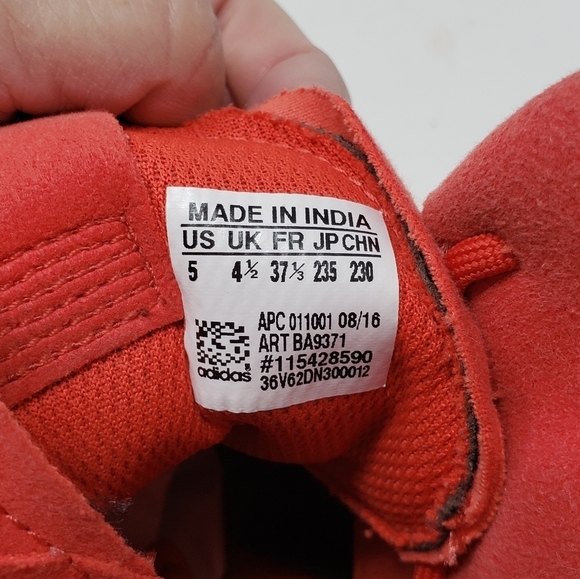 MADE IN INDIA
US UK FR JP CHN
5 4½ 37⅓ 235 230
APC 011001 08/16
ART BA9371
#115428590
adidas 36V62DN300012